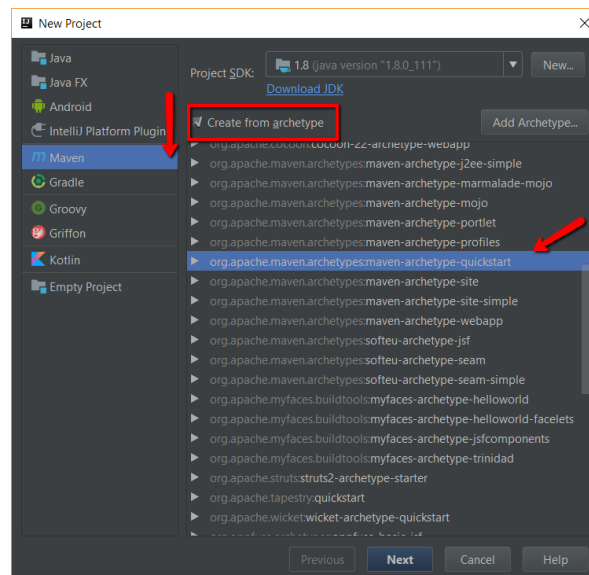 New Project
Java
Java FX
Android
IntelliJ Platform Plugin
Maven
Gradle
Groovy
Griffon
Kotlin
Empty Project
Project SDK: 1.8 (java version "1.8.0_111") New...
Download JDK
Create from archetype Add Archetype...
org.apache.cocoon:cocoon-22-archetype-webapp
org.apache.maven.archetypes:maven-archetype-j2ee-simple
org.apache.maven.archetypes:maven-archetype-marmalade-mojo
org.apache.maven.archetypes:maven-archetype-mojo
org.apache.maven.archetypes:maven-archetype-portlet
org.apache.maven.archetypes:maven-archetype-profiles
org.apache.maven.archetypes:maven-archetype-quickstart
org.apache.maven.archetypes:maven-archetype-site
org.apache.maven.archetypes:maven-archetype-site-simple
org.apache.maven.archetypes:maven-archetype-webapp
org.apache.maven.archetypes:softeu-archetype-jsf
org.apache.maven.archetypes:softeu-archetype-seam
org.apache.maven.archetypes:softeu-archetype-seam-simple
org.apache.myfaces.buildtools:myfaces-archetype-helloworld
org.apache.myfaces.buildtools:myfaces-archetype-helloworld-facelets
org.apache.myfaces.buildtools:myfaces-archetype-jsfcomponents
org.apache.myfaces.buildtools:myfaces-archetype-trinidad
org.apache.struts:struts2-archetype-starter
org.apache.tapestry:quickstart
org.apache.wicket:wicket-archetype-quickstart
Previous Next Cancel Help